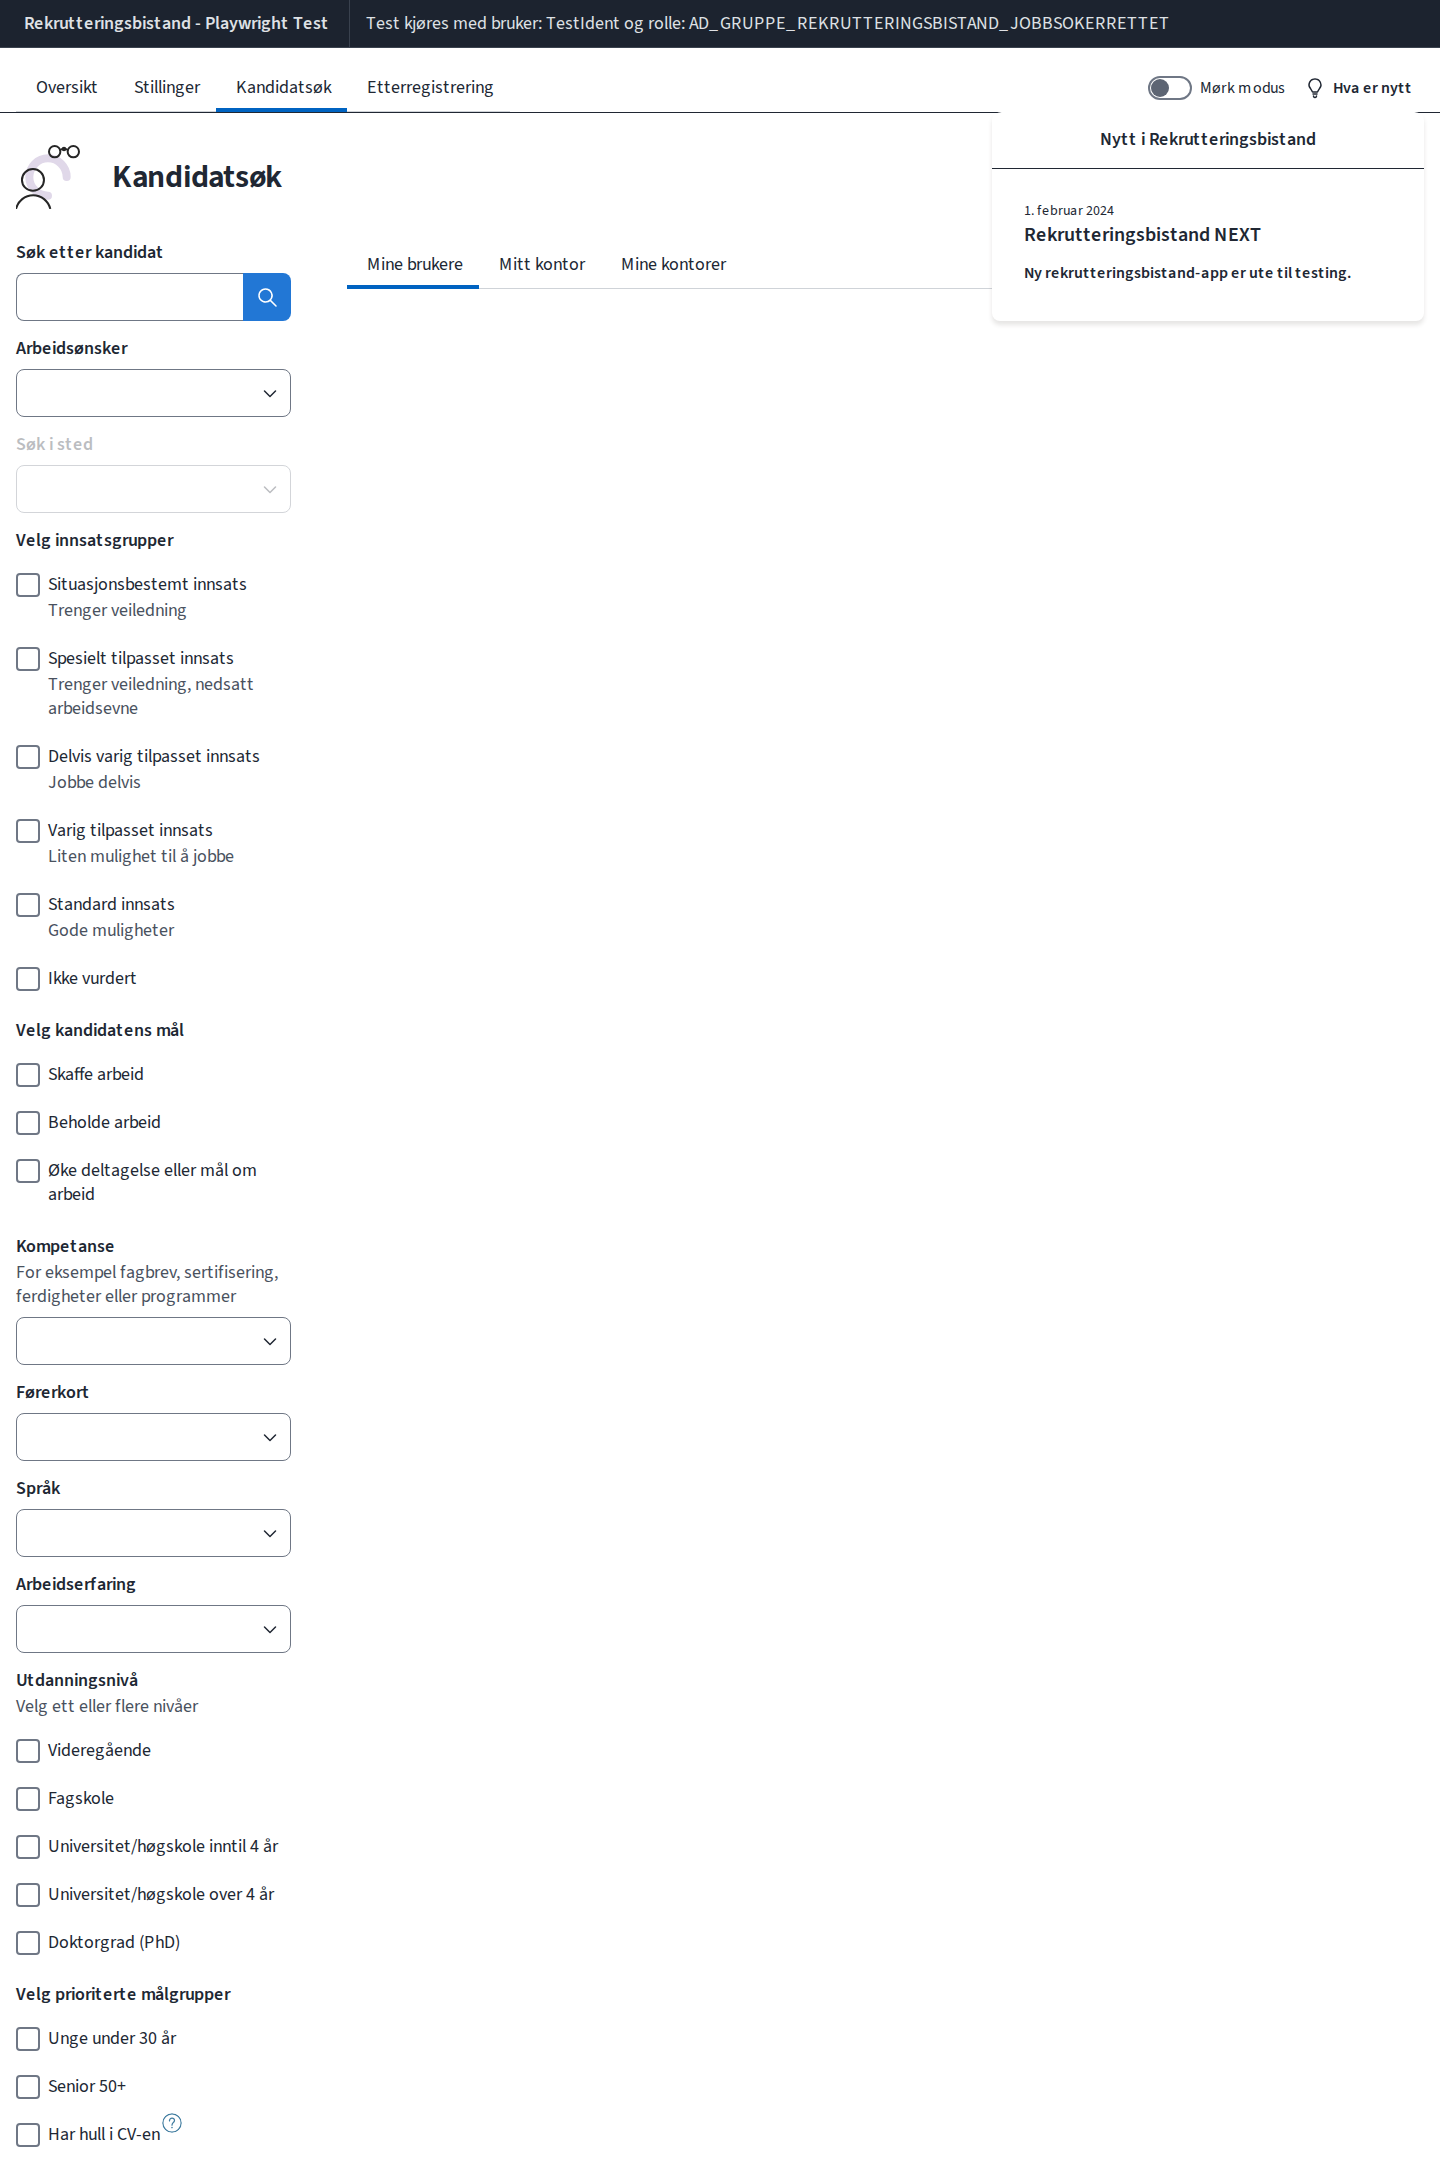 Rekrutteringsbistand - Playwright Test
Test kjøres med bruker: TestIdent og rolle: AD_GRUPPE_REKRUTTERINGSBISTAND_JOBBSOKERRETTET
Oversikt
Stillinger
Kandidatsøk
Etterregistrering
Mørk modus
Hva er nytt
Nytt i Rekrutteringsbistand
1. februar 2024
Rekrutteringsbistand NEXT
Ny rekrutteringsbistand-app er ute til testing.
Kandidatsøk
Mine brukere
Mitt kontor
Mine kontorer
Søk etter kandidat
Arbeidsønsker
Søk i sted
Velg innsatsgrupper
Situasjonsbestemt innsats
Trenger veiledning
Spesielt tilpasset innsats
Trenger veiledning, nedsatt
arbeidsevne
Delvis varig tilpasset innsats
Jobbe delvis
Varig tilpasset innsats
Liten mulighet til å jobbe
Standard innsats
Gode muligheter
Ikke vurdert
Velg kandidatens mål
Skaffe arbeid
Beholde arbeid
Øke deltagelse eller mål om
arbeid
Kompetanse
For eksempel fagbrev, sertifisering,
ferdigheter eller programmer
Førerkort
Språk
Arbeidserfaring
Utdanningsnivå
Velg ett eller flere nivåer
Videregående
Fagskole
Universitet/høgskole inntil 4 år
Universitet/høgskole over 4 år
Doktorgrad (PhD)
Velg prioriterte målgrupper
Unge under 30 år
Senior 50+
Har hull i CV-en
?